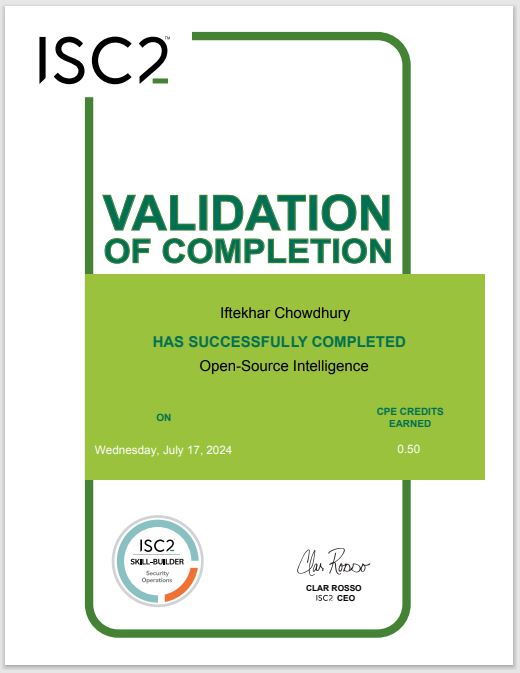 ISC2™
VALIDATION
OF COMPLETION
Iftekhar Chowdhury
HAS SUCCESSFULLY COMPLETED
Open-Source Intelligence
ON
Wednesday, July 17, 2024
CPE CREDITS
EARNED
0.50
ISC2
SKILL-BUILDER
Security
Operations
Clar Rosso
CLAR ROSSO
ISC2 CEO